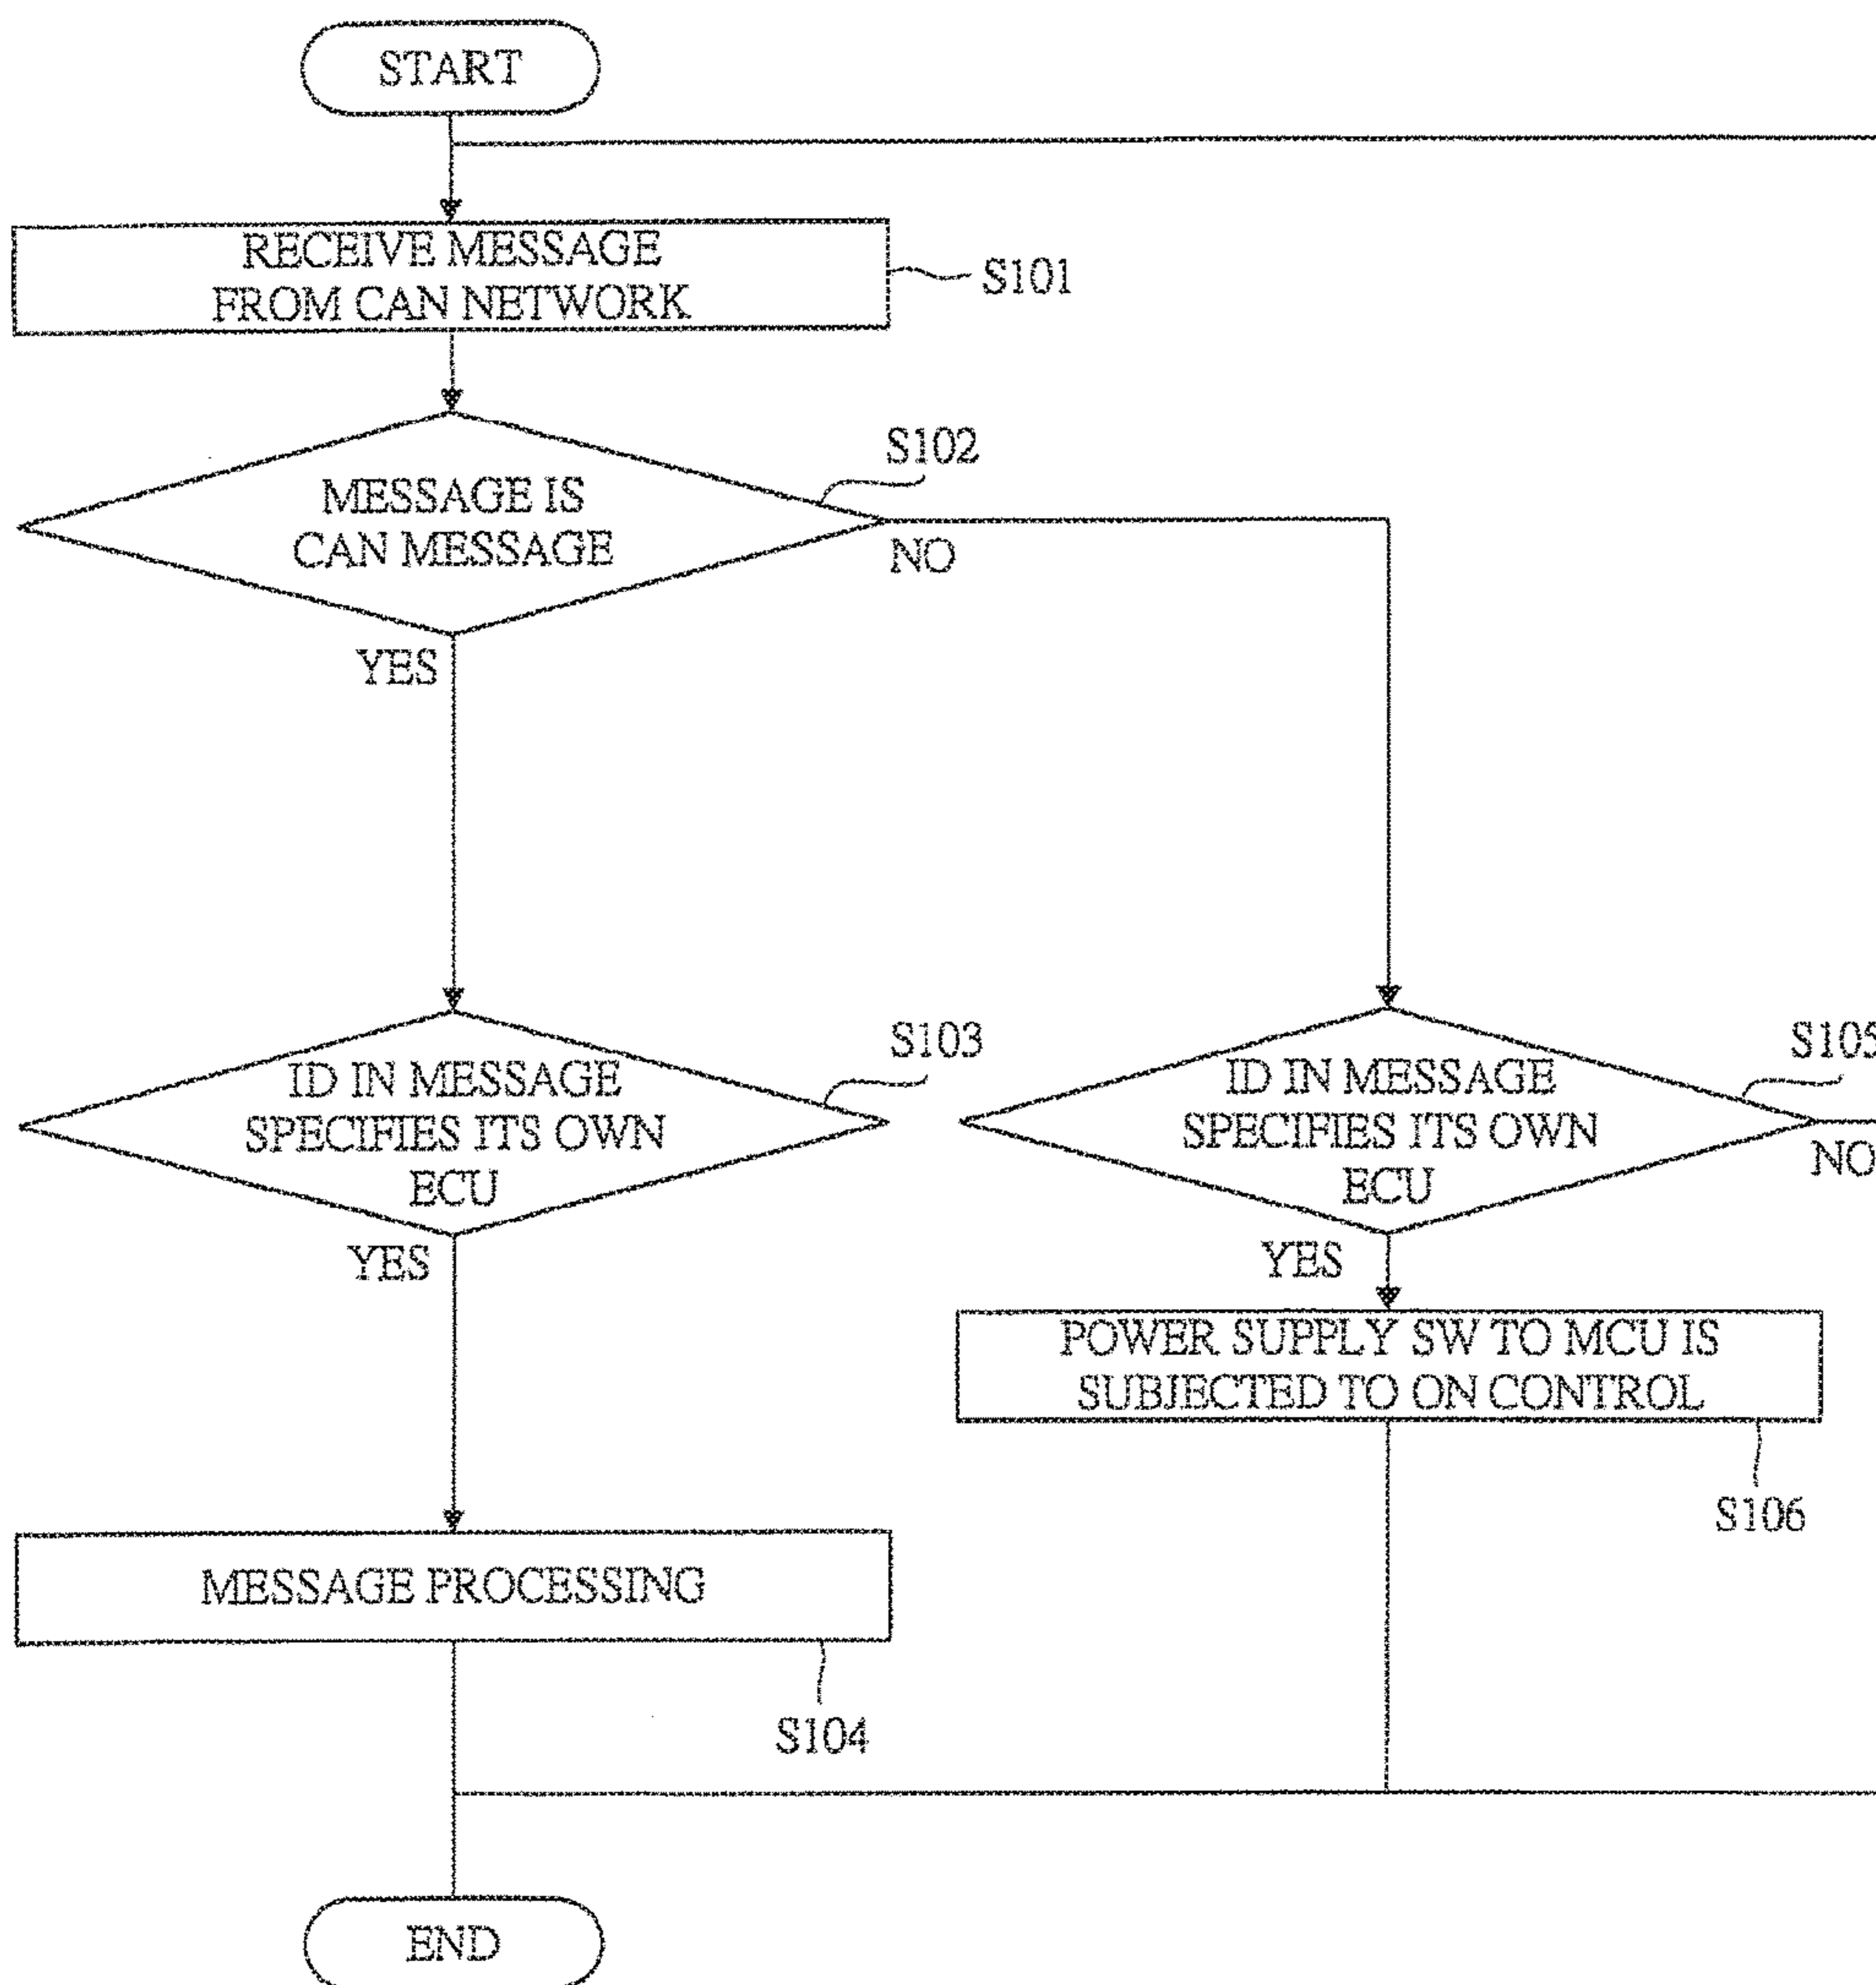 START
RECEIVE MESSAGE
FROM CAN NETWORK
S101
S102
MESSAGE IS
CAN MESSAGE
NO
YES
S103
ID IN MESSAGE
SPECIFIES ITS OWN
ECU
YES
S105
ID IN MESSAGE
SPECIFIES ITS OWN
ECU
NO
YES
POWER SUPPLY SW TO MCU IS
SUBJECTED TO ON CONTROL
S106
MESSAGE PROCESSING
S104
END